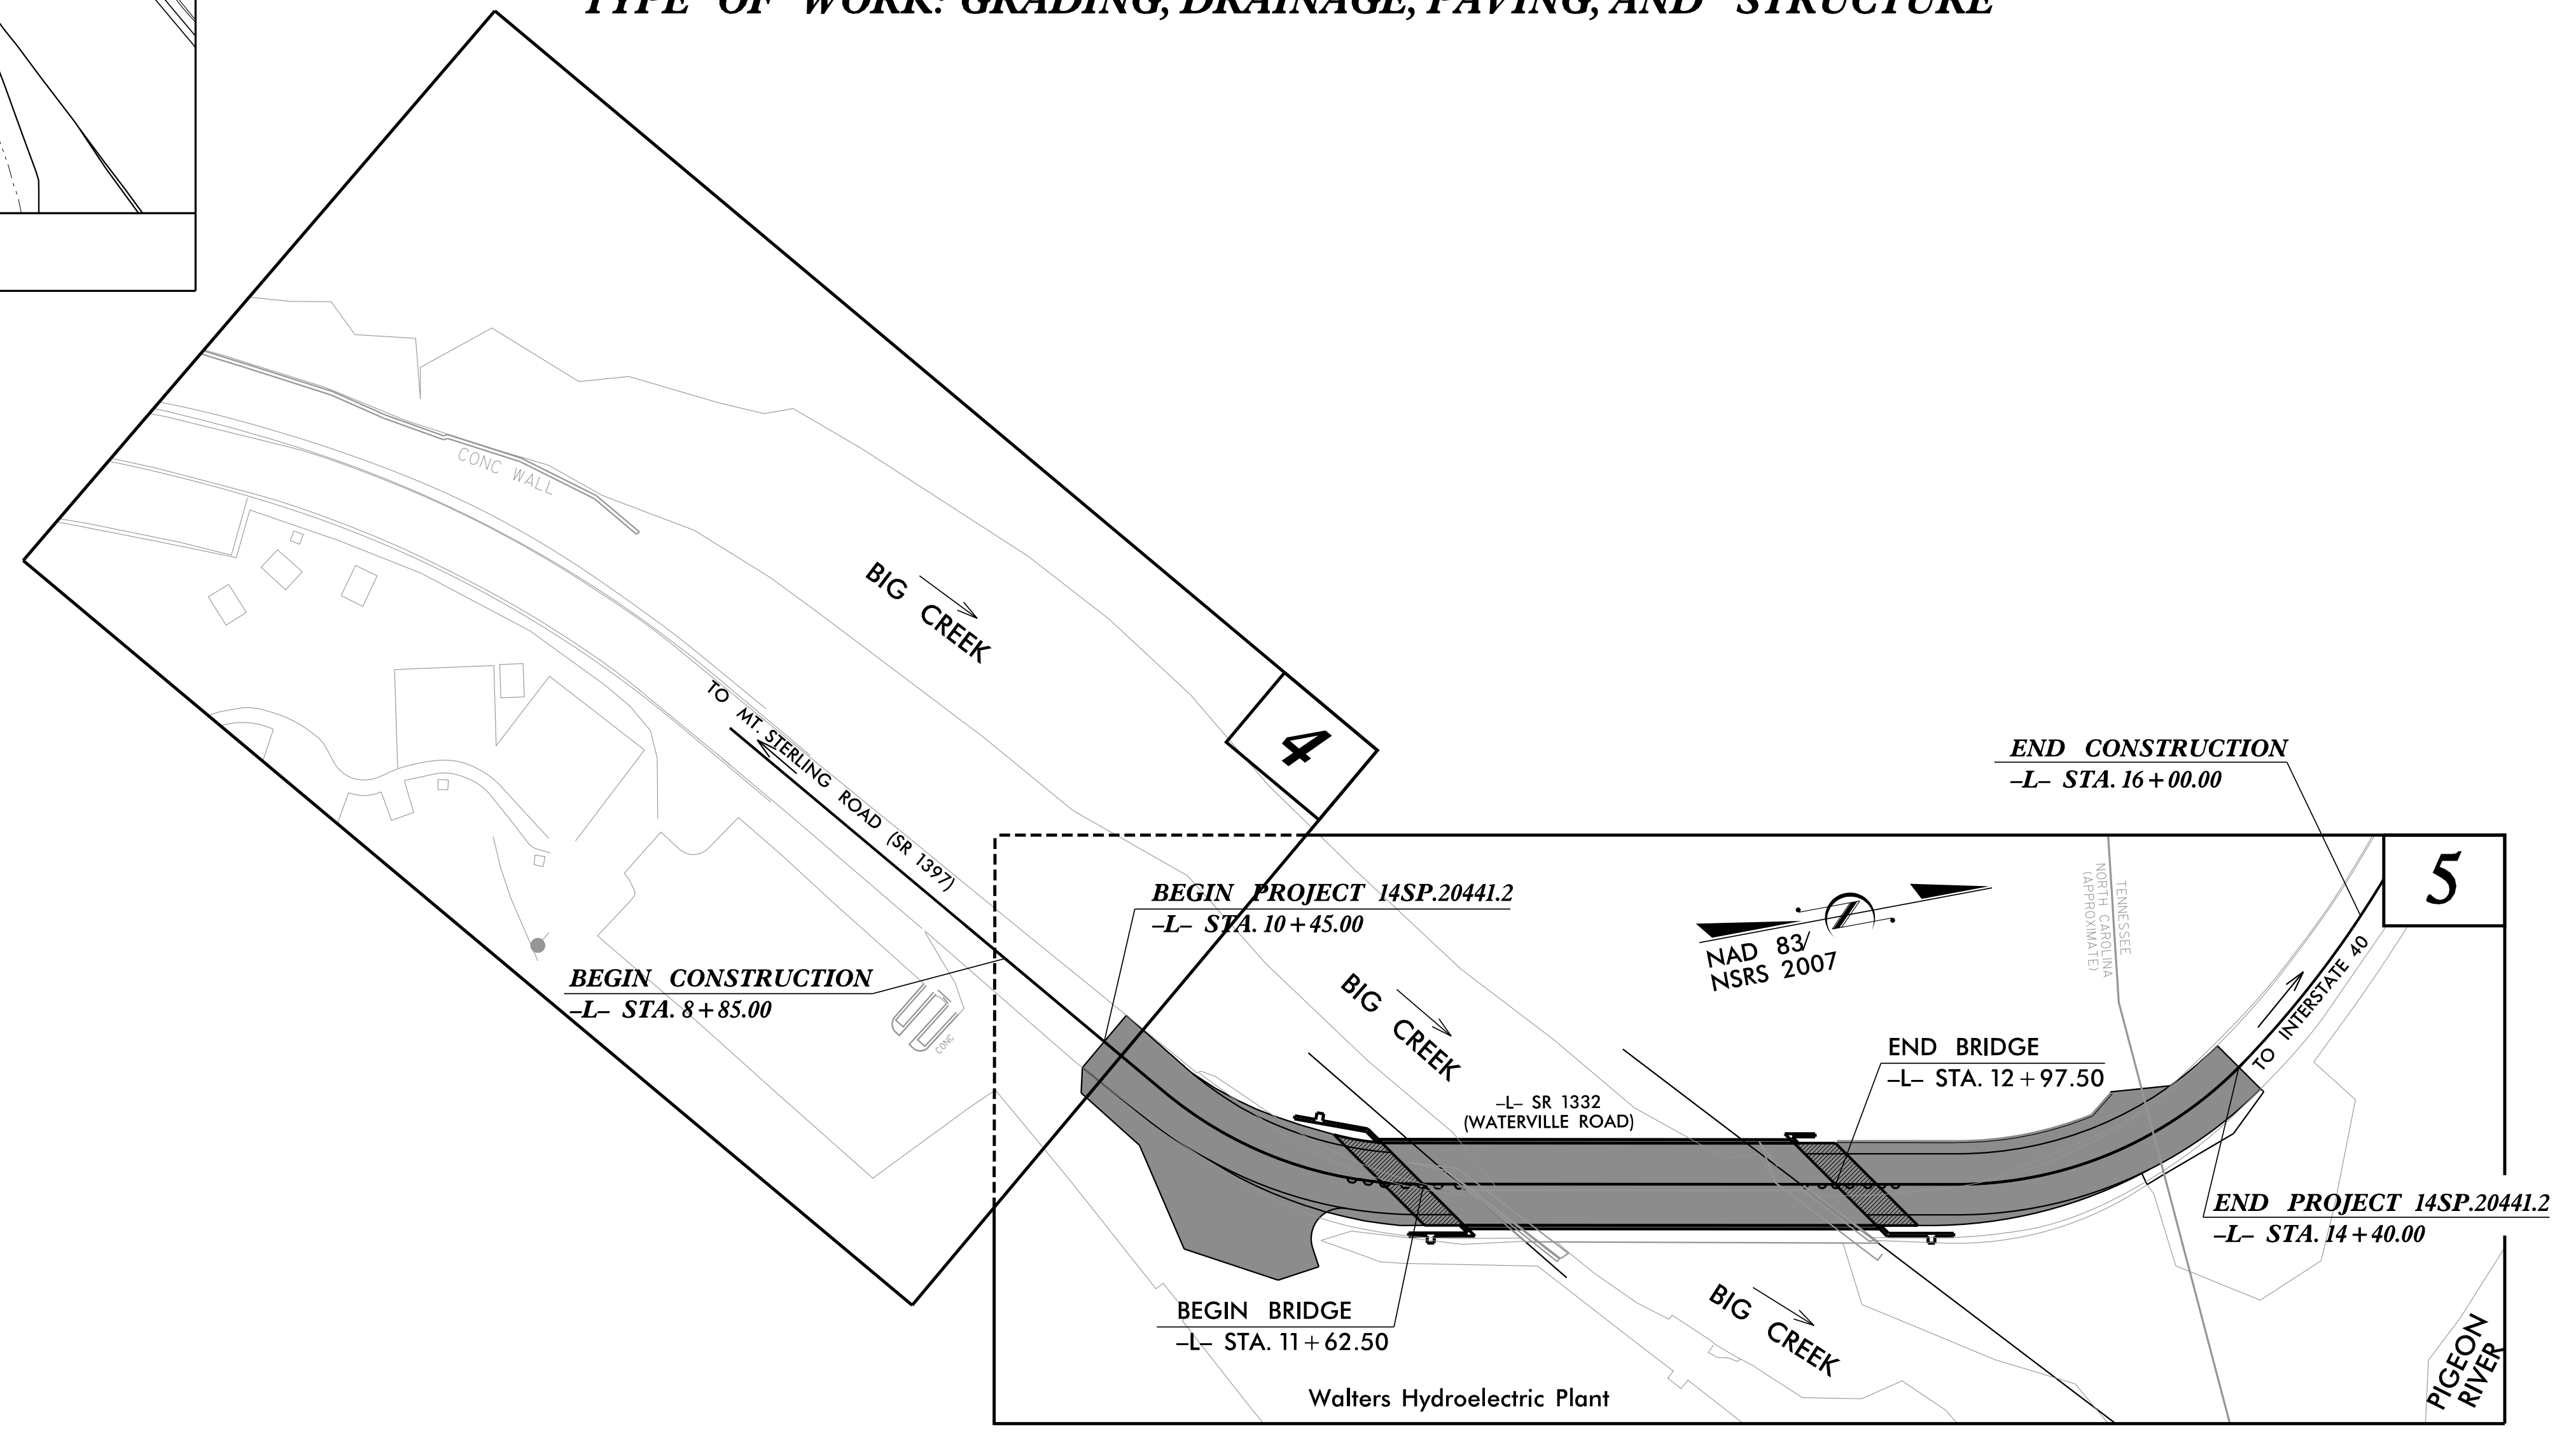 TYPE OF WORK: GRADING, DRAINAGE, PAVING, AND STRUCTURE
CONC WALL
BIG CREEK
TO MT. STERLING ROAD (SR 1397)
4
END CONSTRUCTION
-L- STA. 16+00.00
5
BEGIN PROJECT 14SP.20441.2
-L- STA. 10+45.00
NAD 83/
NSRS 2007
TENNESSEE
NORTH CAROLINA
(APPROXIMATE)
TO INTERSTATE 40
BEGIN CONSTRUCTION
-L- STA. 8+85.00
CONC
BIG CREEK
END BRIDGE
-L- STA. 12+97.50
-L- SR 1332
(WATERVILLE ROAD)
END PROJECT 14SP.20441.2
-L- STA. 14+40.00
BEGIN BRIDGE
-L- STA. 11+62.50
BIG CREEK
PIGEON
RIVER
Walters Hydroelectric Plant